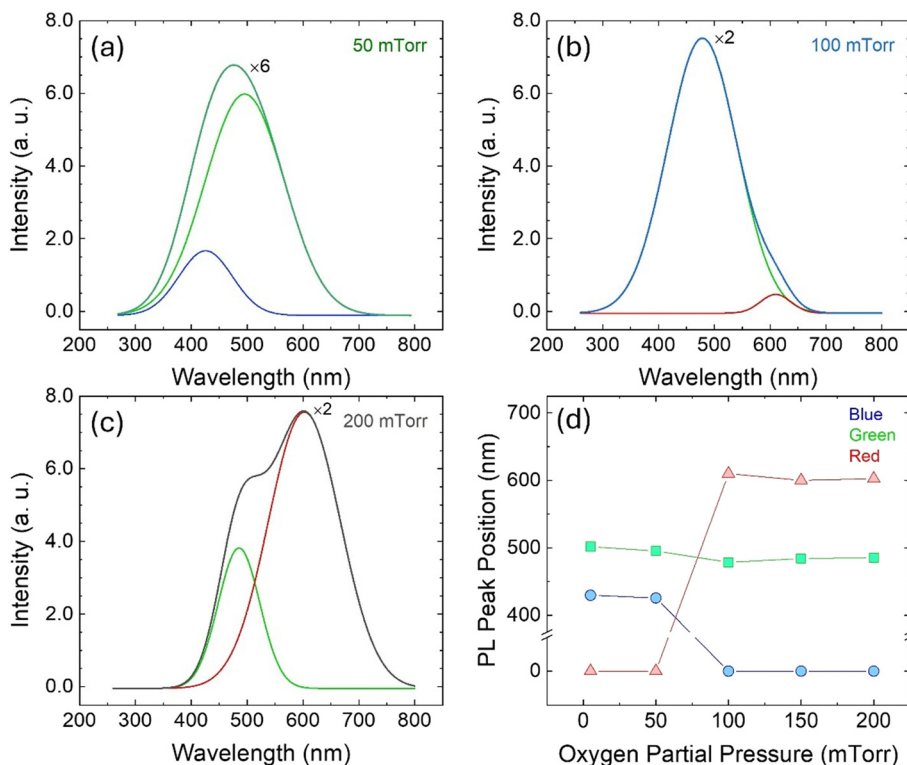 (a)
50 mTorr
×6
8.0
6.0
4.0
2.0
0.0
Intensity (a. u.)
200 300 400 500 600 700 800
Wavelength (nm)
(b)
100 mTorr
×2
8.0
6.0
4.0
2.0
0.0
Intensity (a. u.)
200 300 400 500 600 700 800
Wavelength (nm)
(c)
200 mTorr
×2
8.0
6.0
4.0
2.0
0.0
Intensity (a. u.)
200 300 400 500 600 700 800
Wavelength (nm)
(d)
Blue
Green
Red
700
600
500
400
0
PL Peak Position (nm)
0 50 100 150 200
Oxygen Partial Pressure (mTorr)